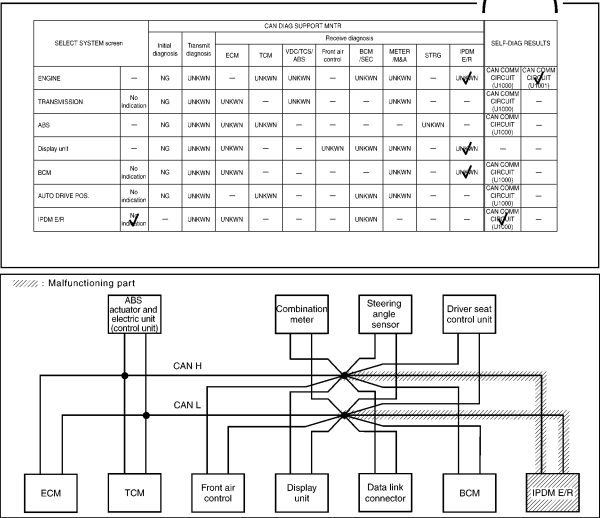 CAN DIAG SUPPORT MNTR
SELECT SYSTEM screen
Initial diagnosis
Transmit diagnosis
Receive diagnosis
SELF-DIAG RESULTS
ECM
TCM
VDC/TCS/ABS
Front air control
BCM /SEC
METER /M&A
STRG
IPDM E/R
ENGINE — NG UNKWN — UNKWN UNKWN — UNKWN UNKWN — UNKWN CAN COMM CIRCUIT (U1000) CAN COMM CIRCUIT (U1001)
TRANSMISSION No indication NG UNKWN UNKWN — UNKWN — — UNKWN — — CAN COMM CIRCUIT (U1000) —
ABS — NG UNKWN UNKWN UNKWN — — — — UNKWN — CAN COMM CIRCUIT (U1000) —
Display unit — NG UNKWN UNKWN — — UNKWN UNKWN UNKWN — UNKWN — —
BCM No indication NG UNKWN UNKWN — — — — UNKWN — UNKWN CAN COMM CIRCUIT (U1000) —
AUTO DRIVE POS. No indication NG UNKWN — UNKWN — — UNKWN UNKWN — — CAN COMM CIRCUIT (U1000) —
IPDM E/R No indication — UNKWN UNKWN — — — UNKWN — — — CAN COMM CIRCUIT (U1000) —
: Malfunctioning part
ABS
actuator and
electric unit
(control unit)
Combination
meter
Steering
angle
sensor
Driver seat
control unit
CAN H
CAN L
ECM
TCM
Front air
control
Display
unit
Data link
connector
BCM
IPDM E/R